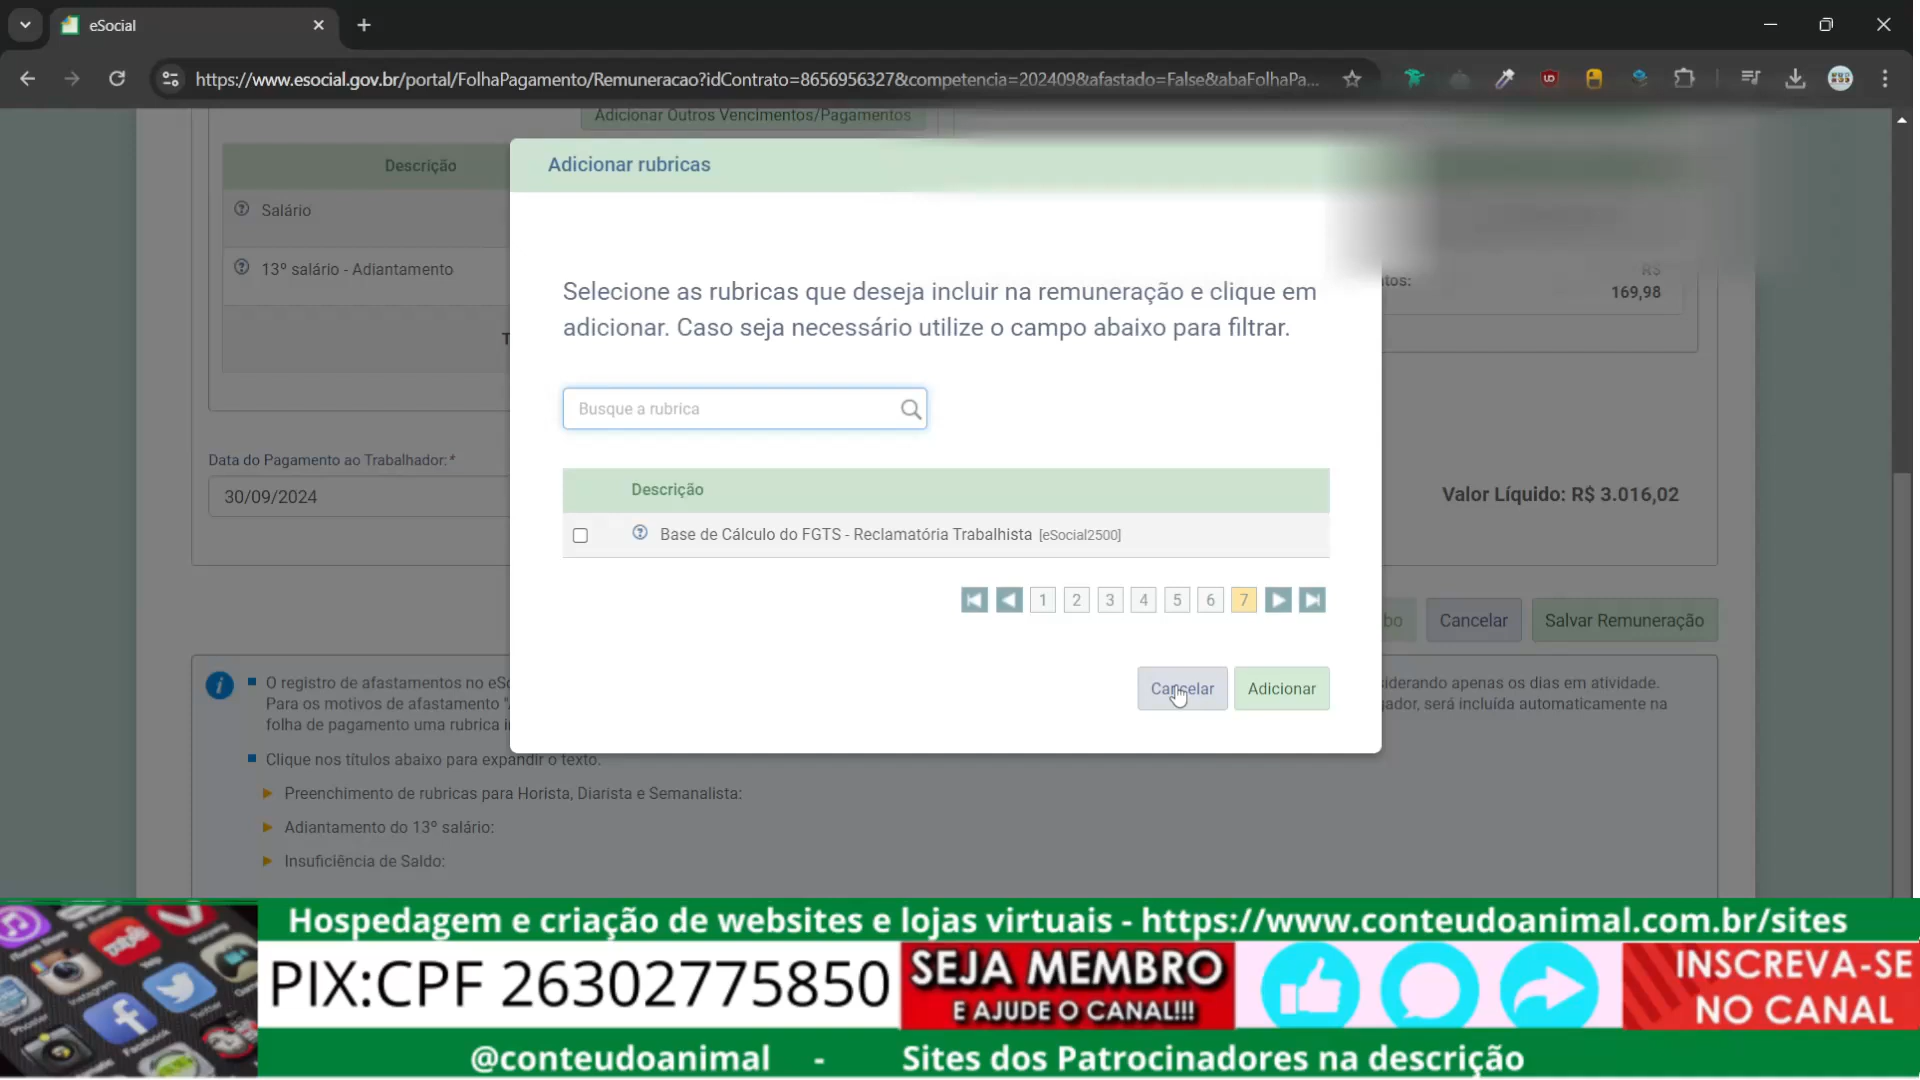 eSocial
https://www.esocial.gov.br/portal/FolhaPagamento/Remuneracao?idContrato=8656956327&competencia=202409&afastado=False&abaFolhaPa...
Adicionar Outros Vencimentos/Pagamentos
Adicionar rubricas
Descrição
Salário
13º salário - Adiantamento
T
Selecione as rubricas que deseja incluir na remuneração e clique em
adicionar. Caso seja necessário utilize o campo abaixo para filtrar.
tos:
R$
169,98
Busque a rubrica
Data do Pagamento ao Trabalhador:*
30/09/2024
Descrição
Base de Cálculo do FGTS - Reclamatória Trabalhista [eSocial2500]
Valor Líquido: R$ 3.016,02
1 2 3 4 5 6 7
bo
Cancelar
Salvar Remuneração
Cancelar
Adicionar
O registro de afastamentos no eSo
iderando apenas os dias em atividade.
Para os motivos de afastamento "
gador, será incluída automaticamente na
folha de pagamento uma rubrica i
Clique nos títulos abaixo para expandir o texto.
Preenchimento de rubricas para Horista, Diarista e Semanalista:
Adiantamento do 13º salário:
Insuficiência de Saldo:
Hospedagem e criação de websites e lojas virtuais - https://www.conteudoanimal.com.br/sites
PIX:CPF 26302775850
SEJA MEMBRO
E AJUDE O CANAL!!!
INSCREVA-SE
NO CANAL
@conteudoanimal - Sites dos Patrocinadores na descrição